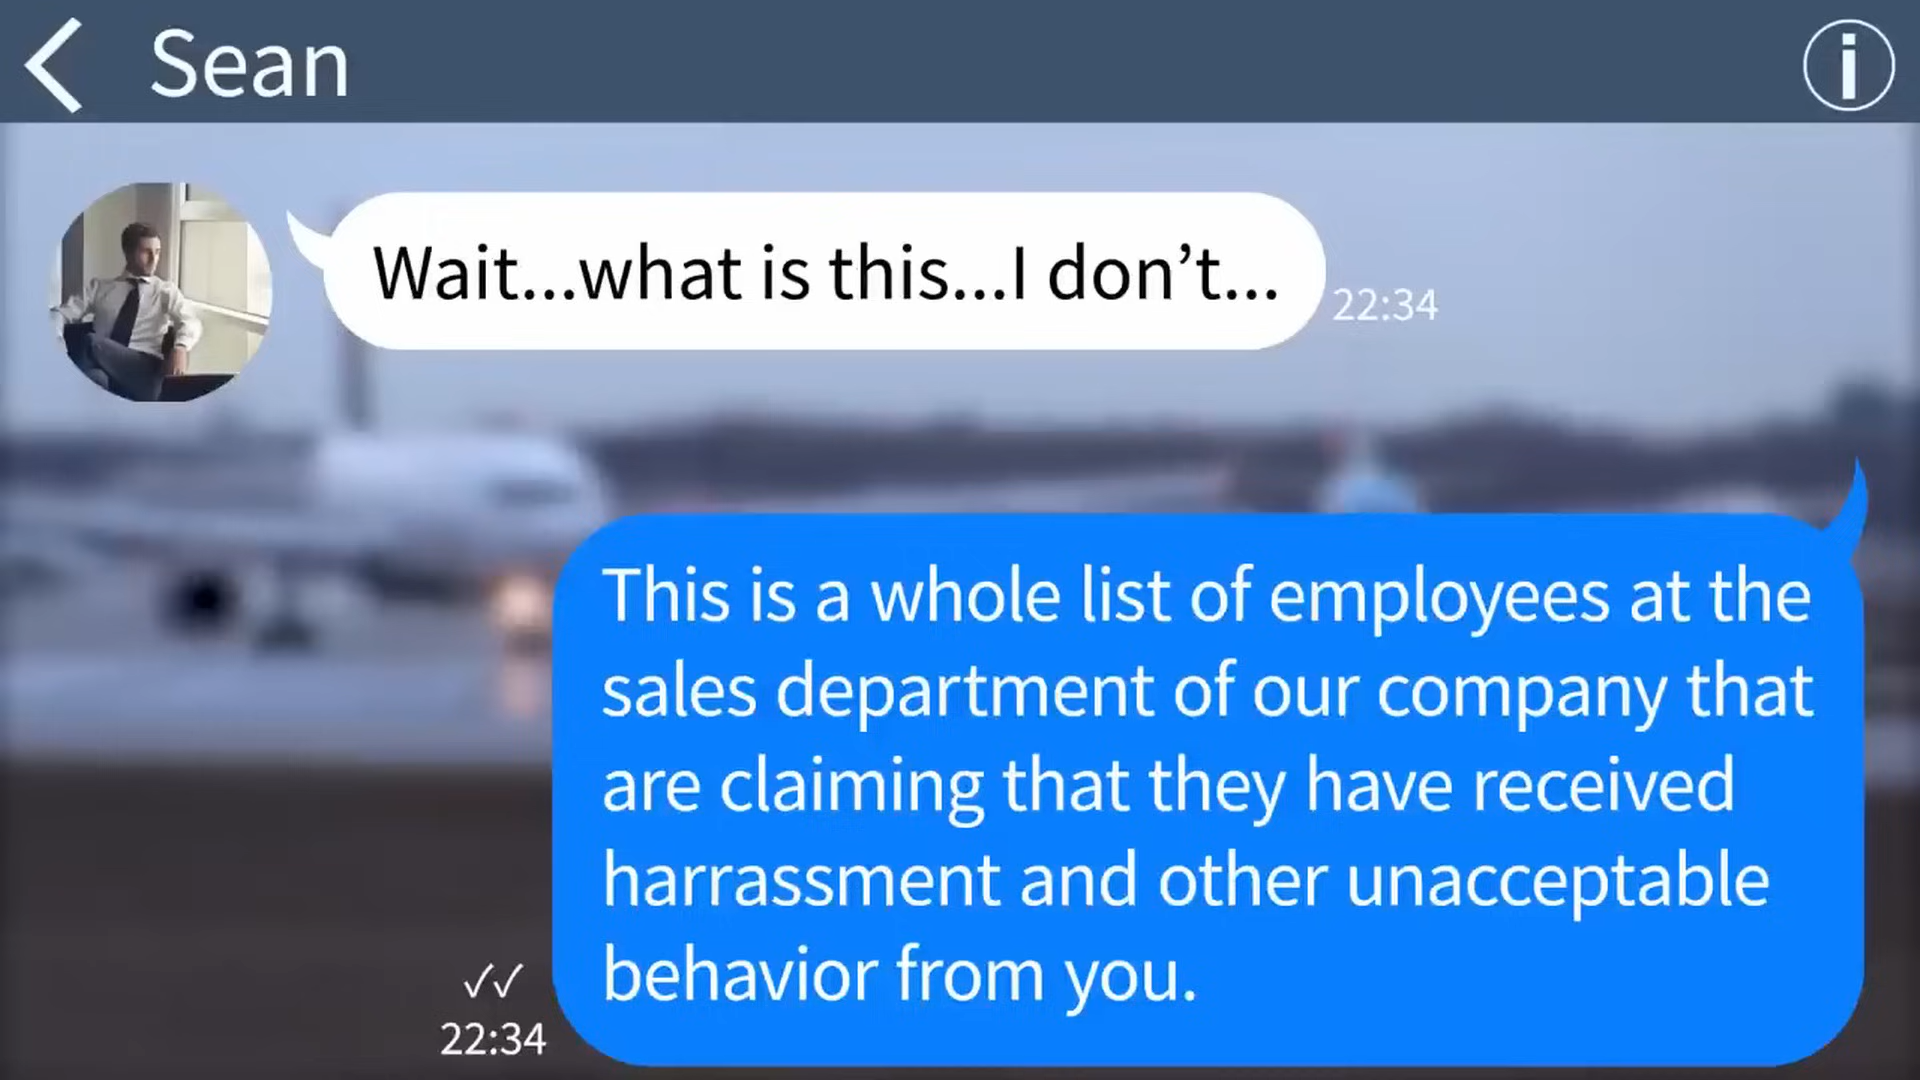 Sean
Wait...what is this...I don’t...
22:34
This is a whole list of employees at the
sales department of our company that
are claiming that they have received
harrassment and other unacceptable
behavior from you.
22:34